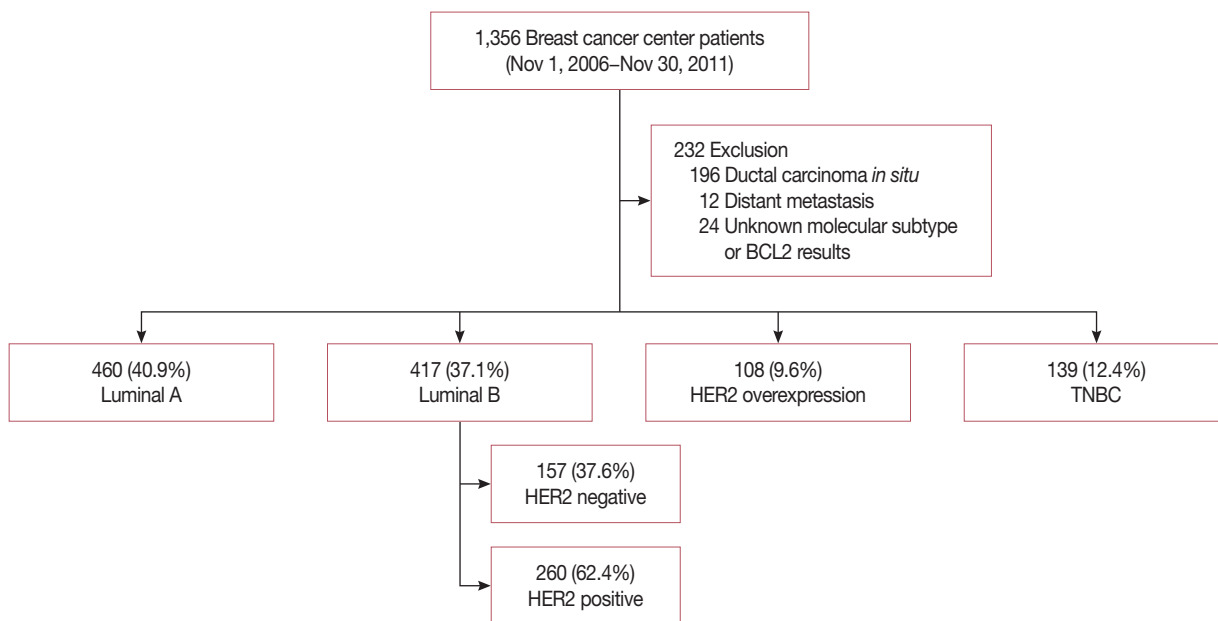 1,356 Breast cancer center patients
(Nov 1, 2006–Nov 30, 2011)
232 Exclusion
196 Ductal carcinoma in situ
12 Distant metastasis
24 Unknown molecular subtype
or BCL2 results
460 (40.9%)
Luminal A
417 (37.1%)
Luminal B
108 (9.6%)
HER2 overexpression
139 (12.4%)
TNBC
157 (37.6%)
HER2 negative
260 (62.4%)
HER2 positive